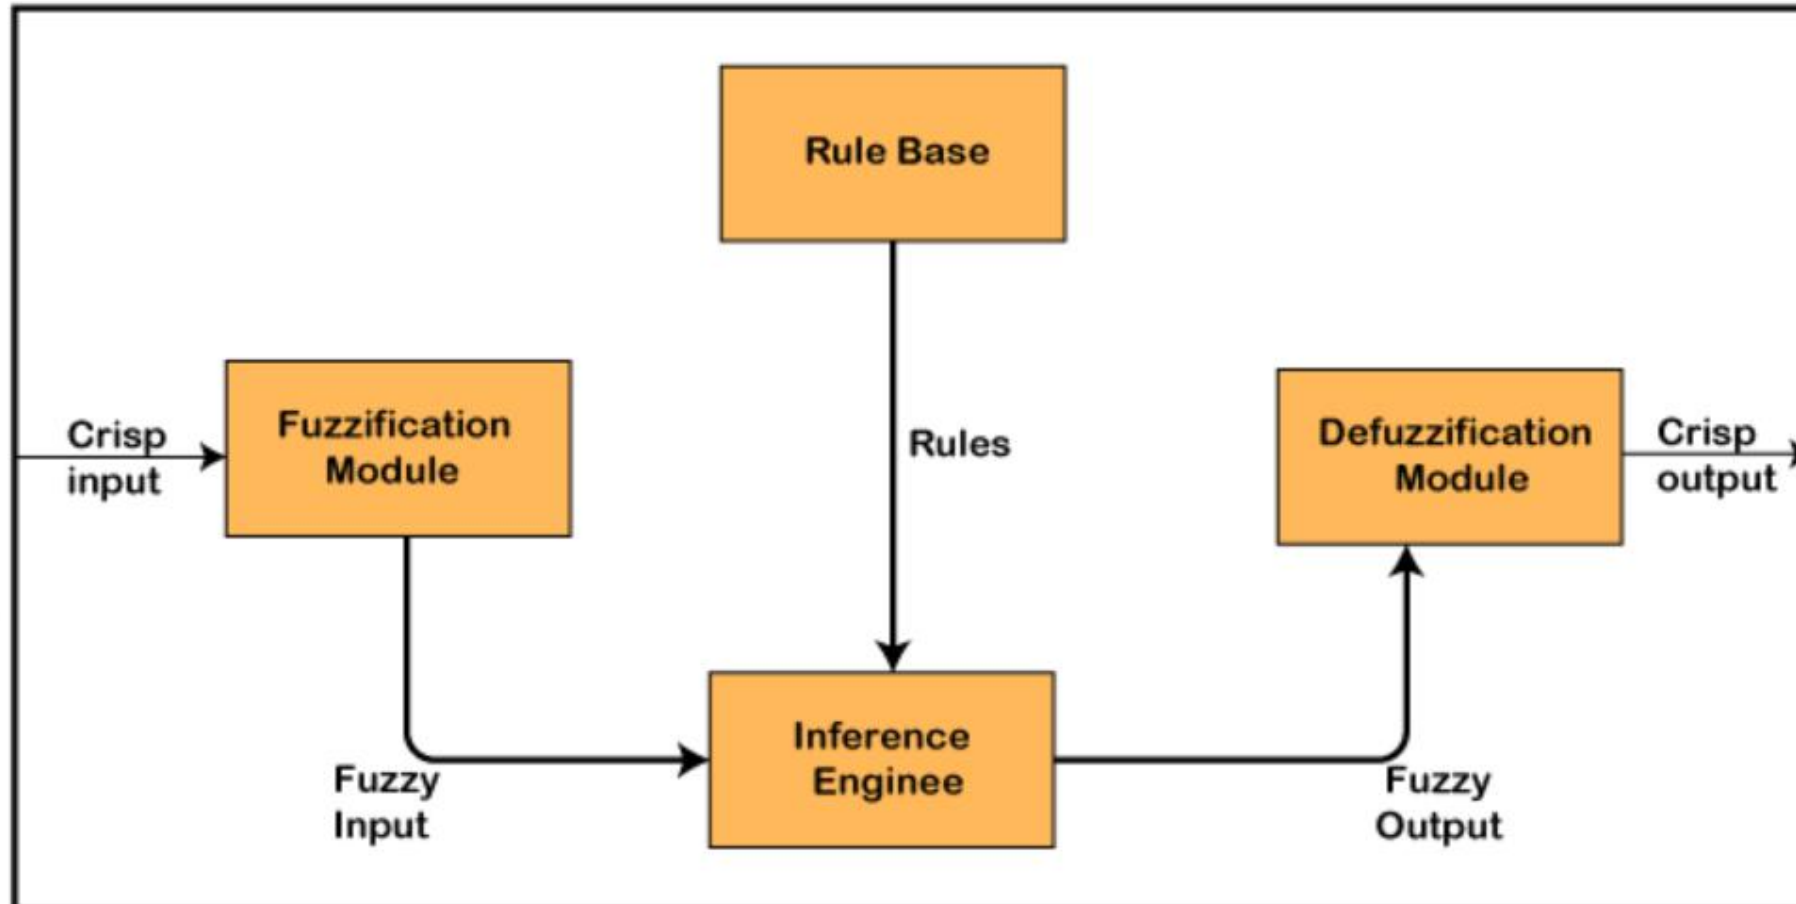 Rule Base
Crisp
input
Fuzzification
Module
Rules
Defuzzification
Module
Crisp
output
Fuzzy
Input
Inference
Enginee
Fuzzy
Output